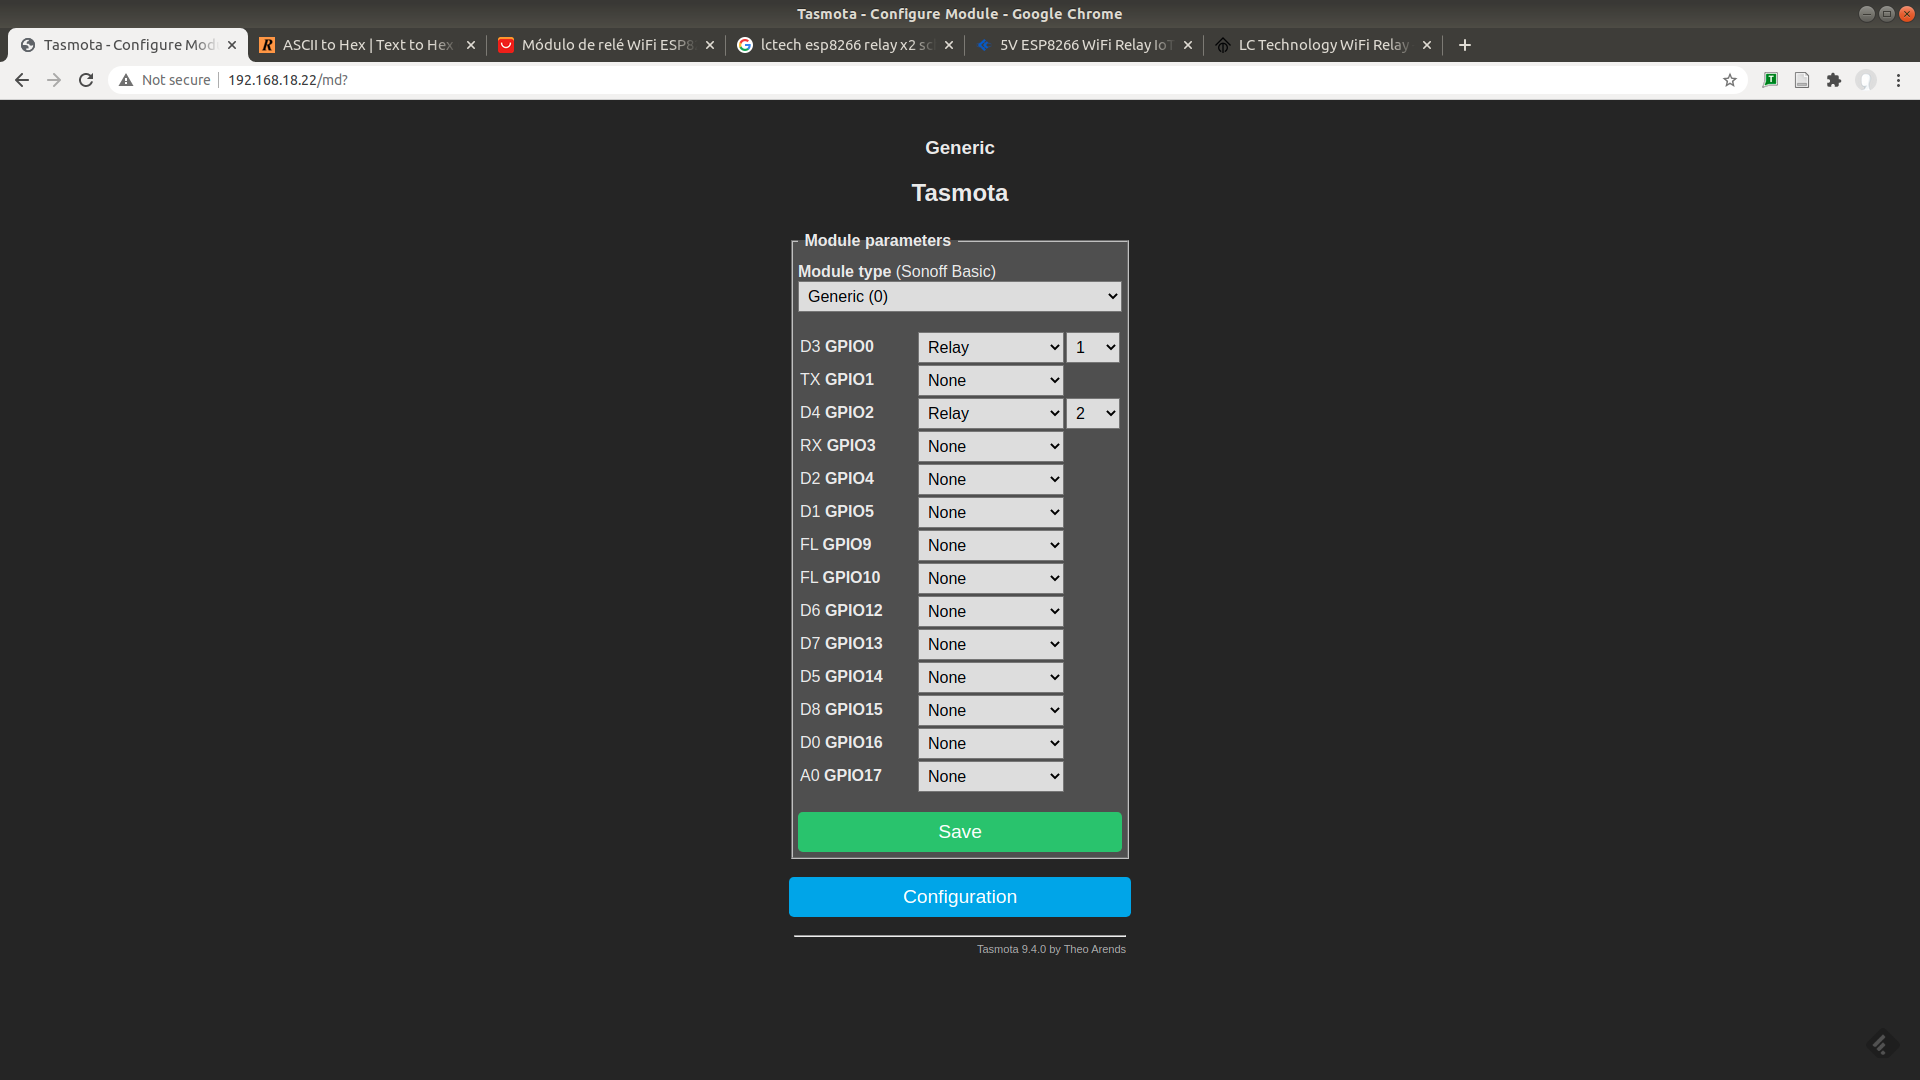 Tasmota - Configure Module - Google Chrome
Tasmota - Configure Mod
ASCII to Hex | Text to Hex
Módulo de relé WiFi ESP8
lctech esp8266 relay x2 sc
5V ESP8266 WiFi Relay IoT
LC Technology WiFi Relay
Not secure 192.168.18.22/md?
Generic
Tasmota
Module parameters
Module type (Sonoff Basic)
Generic (0)
D3 GPIO0 Relay 1
TX GPIO1 None
D4 GPIO2 Relay 2
RX GPIO3 None
D2 GPIO4 None
D1 GPIO5 None
FL GPIO9 None
FL GPIO10 None
D6 GPIO12 None
D7 GPIO13 None
D5 GPIO14 None
D8 GPIO15 None
D0 GPIO16 None
A0 GPIO17 None
Save
Configuration
Tasmota 9.4.0 by Theo Arends